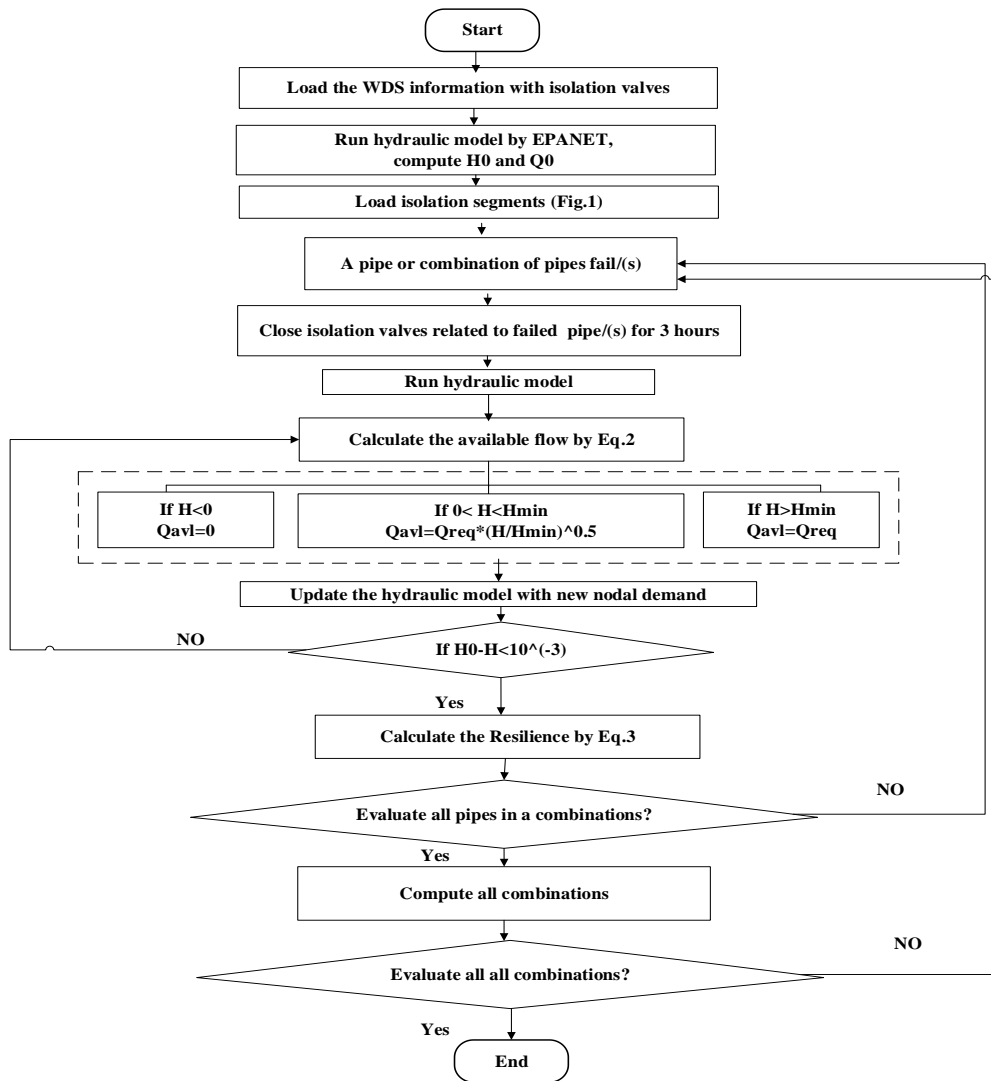 Start
Load the WDS information with isolation valves
Run hydraulic model by EPANET,
compute H0 and Q0
Load isolation segments (Fig.1)
A pipe or combination of pipes fail/(s)
Close isolation valves related to failed pipe/(s) for 3 hours
Run hydraulic model
Calculate the available flow by Eq.2
If H<0
Qavl=0
If 0< H<Hmin
Qavl=Qreq*(H/Hmin)^0.5
If H>Hmin
Qavl=Qreq
Update the hydraulic model with new nodal demand
NO
If H0-H<10^(-3)
Yes
Calculate the Resilience by Eq.3
NO
Evaluate all pipes in a combinations?
Yes
Compute all combinations
NO
Evaluate all all combinations?
Yes
End